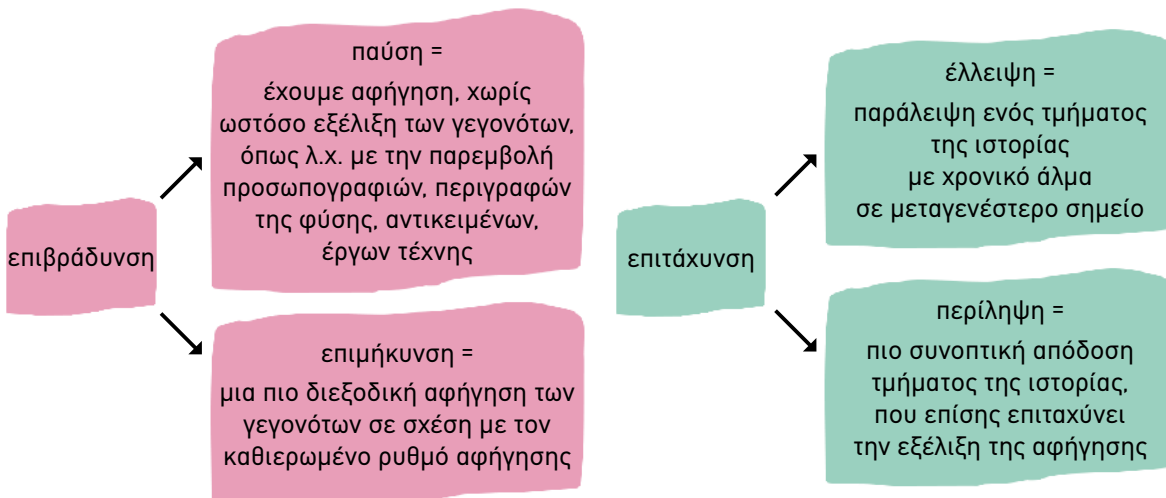 επιβράδυνση
παύση =
έχουμε αφήγηση, χωρίς
ωστόσο εξέλιξη των γεγονότων,
όπως λ.χ. με την παρεμβολή
προσωπογραφιών, περιγραφών
της φύσης, αντικειμένων,
έργων τέχνης
επιμήκυνση =
μια πιο διεξοδική αφήγηση των
γεγονότων σε σχέση με τον
καθιερωμένο ρυθμό αφήγησης
επιτάχυνση
έλλειψη =
παράλειψη ενός τμήματος
της ιστορίας
με χρονικό άλμα
σε μεταγενέστερο σημείο
περίληψη =
πιο συνοπτική απόδοση
τμήματος της ιστορίας,
που επίσης επιταχύνει
την εξέλιξη της αφήγησης